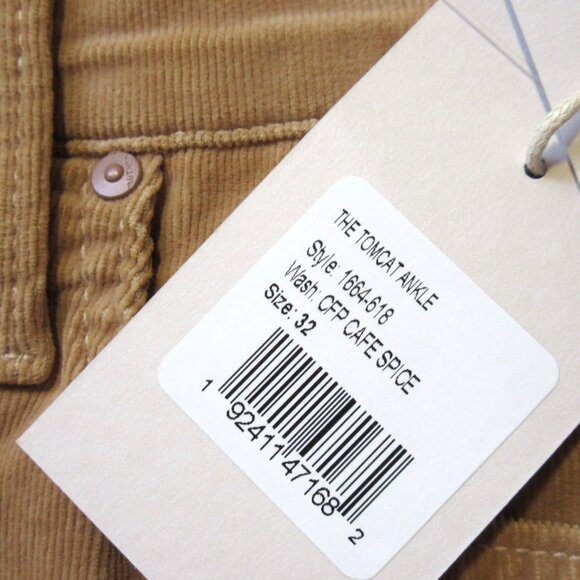 THE TOMCAT ANKLE
Style: 1664-618
Wash: CFP CAFE SPICE
Size: 32
1 92411 47168 2